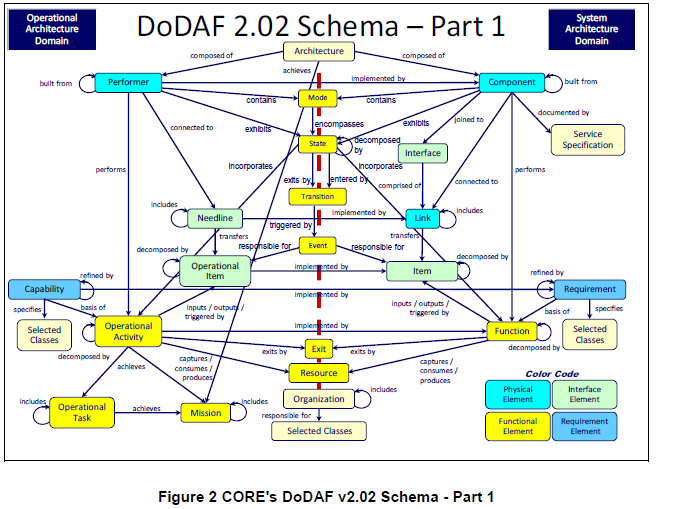 Operational
Architecture
Domain
DoDAF 2.02 Schema – Part 1
System
Architecture
Domain
Architecture
composed of
composed of
achieves
built from
Performer
implemented by
Component
built from
contains
Mode
contains
documented by
connected to
exhibits
encompasses
exhibits
joined to
Service
Specification
State
decomposed
by
Interface
performs
incorporates
incorporates
performs
exits by
entered by
comprised of
connected to
Transition
includes
Needline
implemented by
Link
includes
triggered by
transfers
transfers
responsible for
Event
responsible for
decomposed by
Operational
Item
implemented by
Item
decomposed by
refined by
refined by
Capability
implemented by
Requirement
specifies
basis of
inputs / outputs /
triggered by
inputs / outputs /
triggered by
basis of
specifies
Selected
Classes
Operational
Activity
implemented by
Function
Selected
Classes
decomposed by
exits by
Exit
exits by
decomposed by
achieves
captures /
consumes /
produces
Resource
captures /
consumes /
produces
Color Code
includes
Operational
Task
achieves
Mission
includes
Organization
includes
responsible for
Selected Classes
Physical
Element
Interface
Element
Functional
Element
Requirement
Element
Figure 2 CORE's DoDAF v2.02 Schema - Part 1